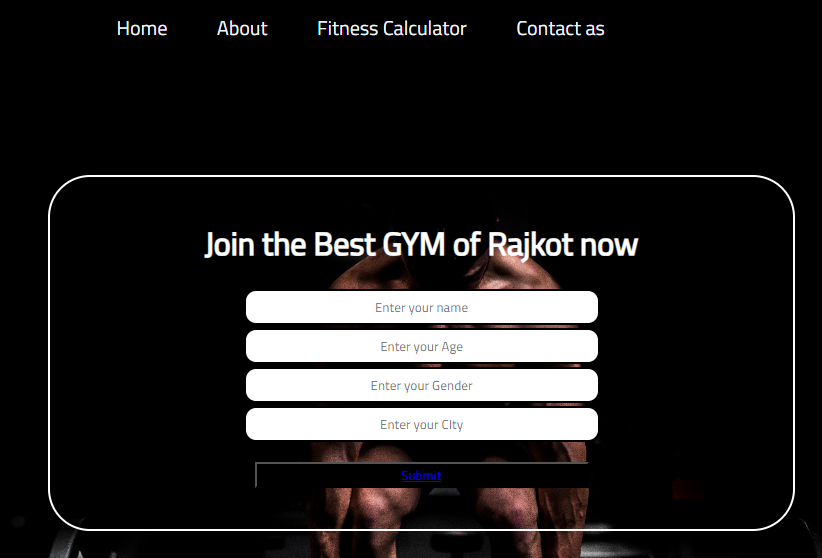 Home About Fitness Calculator Contact as
Join the Best GYM of Rajkot now
Enter your name
Enter your Age
Enter your Gender
Enter your CIty
Submit